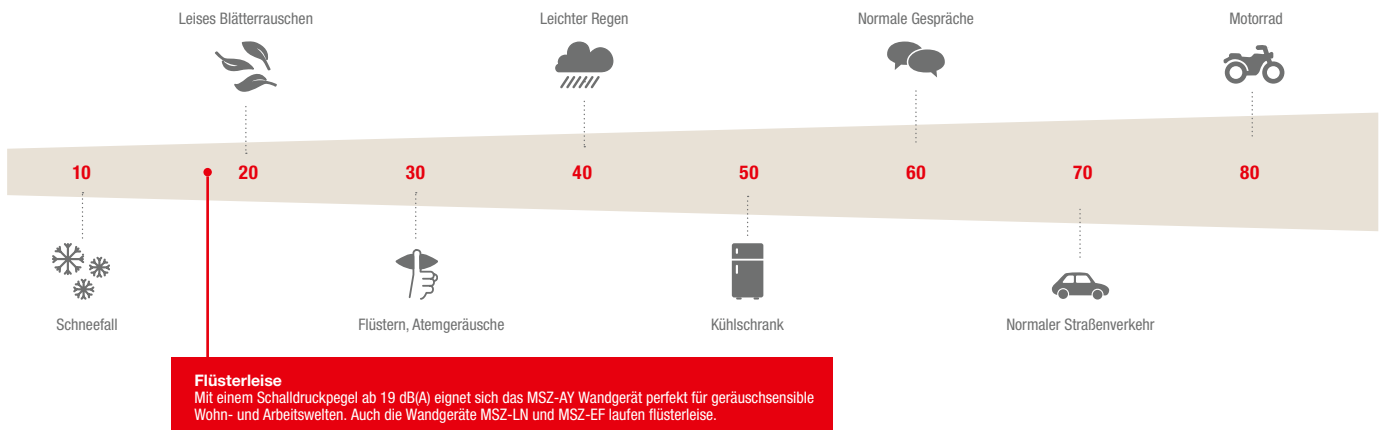 Leises Blätterrauschen
Leichter Regen
Normale Gespräche
Motorrad
10
20
30
40
50
60
70
80
Schneefall
Flüstern, Atemgeräusche
Kühlschrank
Normaler Straßenverkehr
Flüsterleise
Mit einem Schalldruckpegel ab 19 dB(A) eignet sich das MSZ-AY Wandgerät perfekt für geräuschsensible
Wohn- und Arbeitswelten. Auch die Wandgeräte MSZ-LN und MSZ-EF laufen flüsterleise.